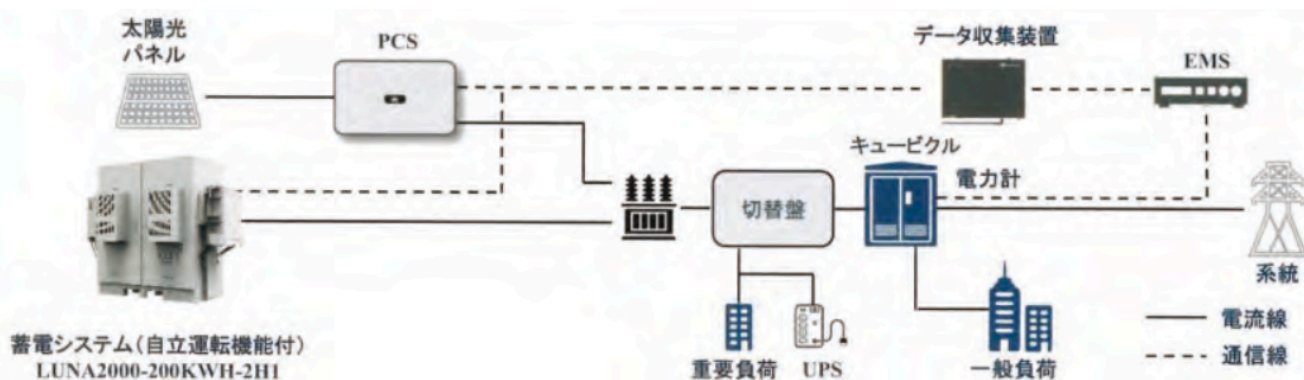 太陽光
パネル
PCS
データ収集装置
EMS
キュービクル
電力計
切替盤
系統
蓄電システム(自立運転機能付)
LUNA2000-200KWH-2H1
重要負荷
UPS
一般負荷
電流線
通信線